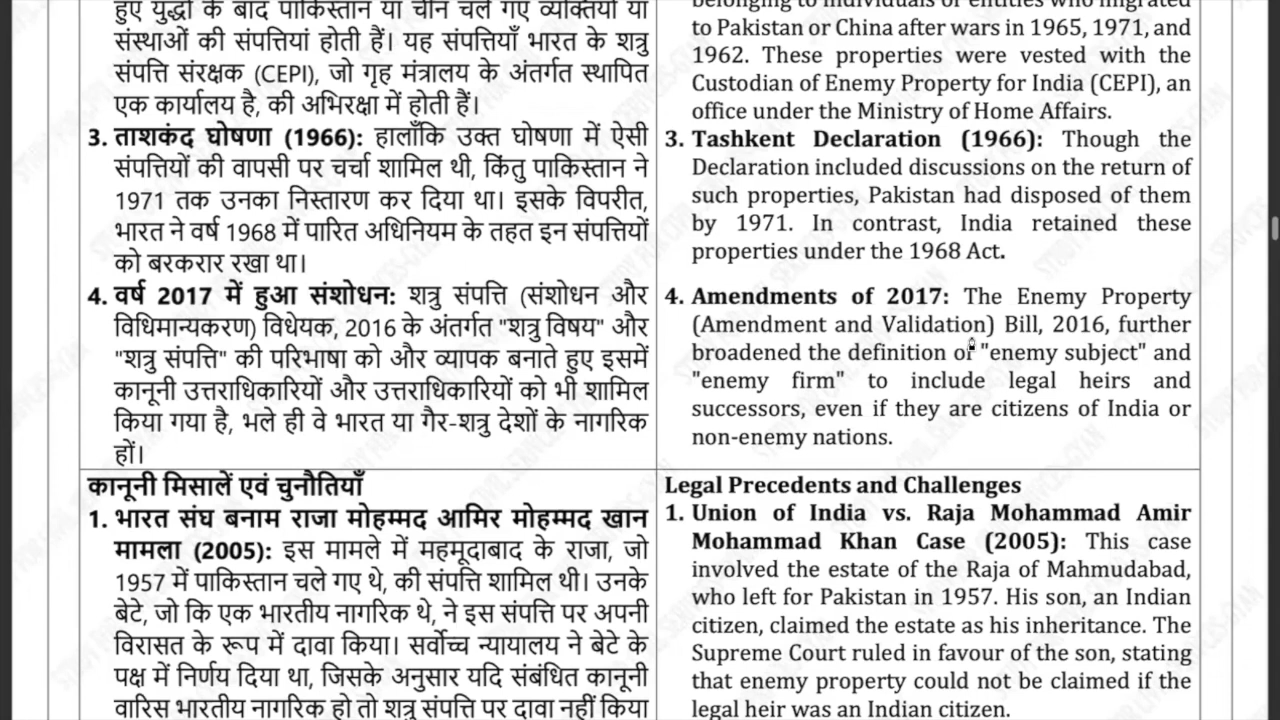 हुए युद्धों के बाद पाकिस्तान या चीन चले गए व्यक्तियों या
संस्थाओं की संपत्तियां होती हैं। यह संपत्तियाँ भारत के शत्रु
संपत्ति संरक्षक (CEPI), जो गृह मंत्रालय के अंतर्गत स्थापित
एक कार्यालय है, की अभिरक्षा में होती हैं।
3. ताशकंद घोषणा (1966): हालाँकि उक्त घोषणा में ऐसी
संपत्तियों की वापसी पर चर्चा शामिल थी, किंतु पाकिस्तान ने
1971 तक उनका निस्तारण कर दिया था। इसके विपरीत,
भारत ने वर्ष 1968 में पारित अधिनियम के तहत इन संपत्तियों
को बरकरार रखा था।
4. वर्ष 2017 में हुआ संशोधन: शत्रु संपत्ति (संशोधन और
विधिमान्यकरण) विधेयक, 2016 के अंतर्गत "शत्रु विषय" और
"शत्रु संपत्ति" की परिभाषा को और व्यापक बनाते हुए इसमें
कानूनी उत्तराधिकारियों और उत्तराधिकारियों को भी शामिल
किया गया है, भले ही वे भारत या गैर-शत्रु देशों के नागरिक
हों।
कानूनी मिसालें एवं चुनौतियाँ
1. भारत संघ बनाम राजा मोहम्मद आमिर मोहम्मद खान
मामला (2005): इस मामले में महमूदाबाद के राजा, जो
1957 में पाकिस्तान चले गए थे, की संपत्ति शामिल थी। उनके
बेटे, जो कि एक भारतीय नागरिक थे, ने इस संपत्ति पर अपनी
विरासत के रूप में दावा किया। सर्वोच्च न्यायालय ने बेटे के
पक्ष में निर्णय दिया था, जिसके अनुसार यदि संबंधित कानूनी
वारिस भारतीय नागरिक हो तो शत्रु संपत्ति पर दावा नहीं किया
belonging to individuals or entities who migrated
to Pakistan or China after wars in 1965, 1971, and
1962. These properties were vested with the
Custodian of Enemy Property for India (CEPI), an
office under the Ministry of Home Affairs.
3. Tashkent Declaration (1966): Though the
Declaration included discussions on the return of
such properties, Pakistan had disposed of them
by 1971. In contrast, India retained these
properties under the 1968 Act.
4. Amendments of 2017: The Enemy Property
(Amendment and Validation) Bill, 2016, further
broadened the definition of "enemy subject" and
"enemy firm" to include legal heirs and
successors, even if they are citizens of India or
non-enemy nations.
Legal Precedents and Challenges
1. Union of India vs. Raja Mohammad Amir
Mohammad Khan Case (2005): This case
involved the estate of the Raja of Mahmudabad,
who left for Pakistan in 1957. His son, an Indian
citizen, claimed the estate as his inheritance. The
Supreme Court ruled in favour of the son, stating
that enemy property could not be claimed if the
legal heir was an Indian citizen.